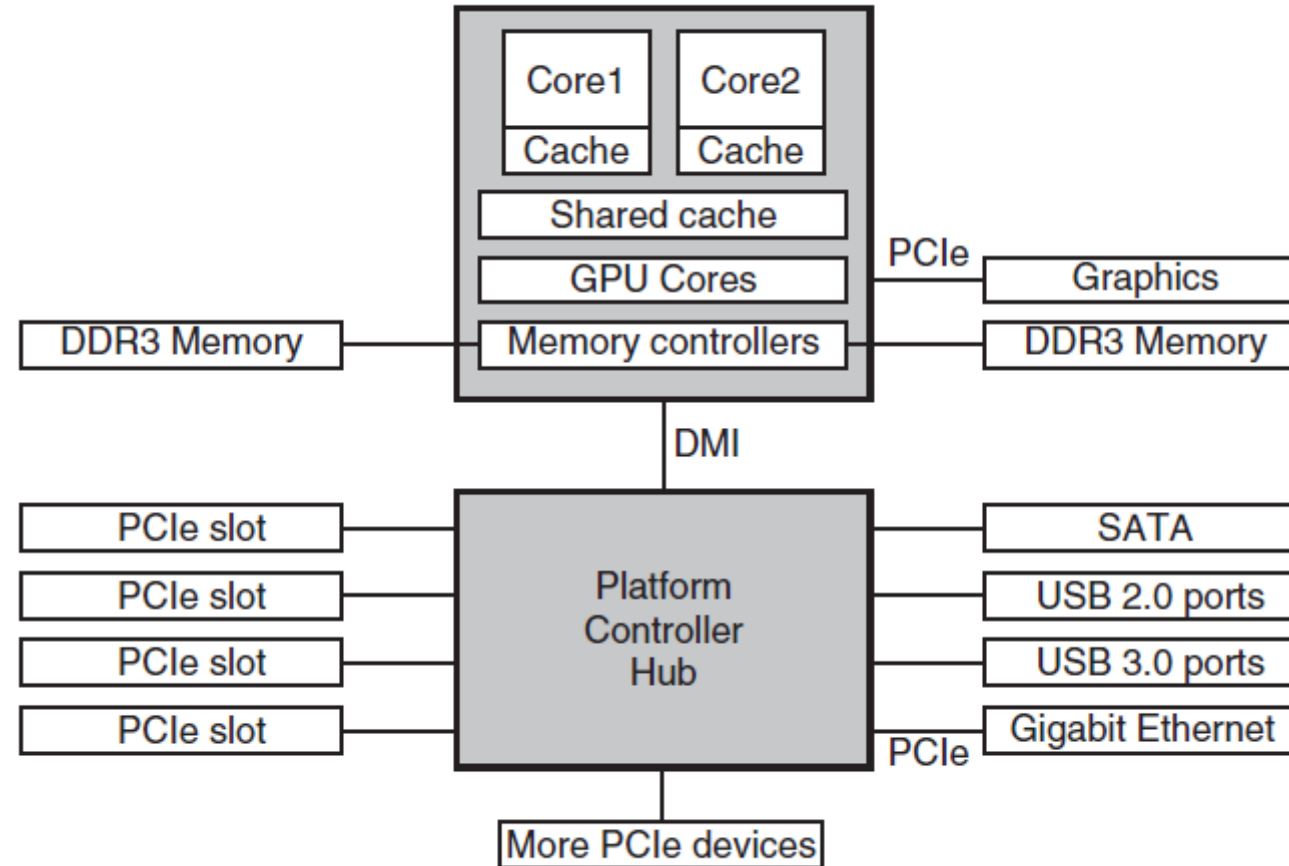 Core1
Core2
Cache
Cache
Shared cache
PCIe
GPU Cores
Graphics
DDR3 Memory
Memory controllers
DDR3 Memory
DMI
PCIe slot
SATA
PCIe slot
Platform
Controller
Hub
USB 2.0 ports
PCIe slot
USB 3.0 ports
PCIe slot
Gigabit Ethernet
PCIe
More PCIe devices